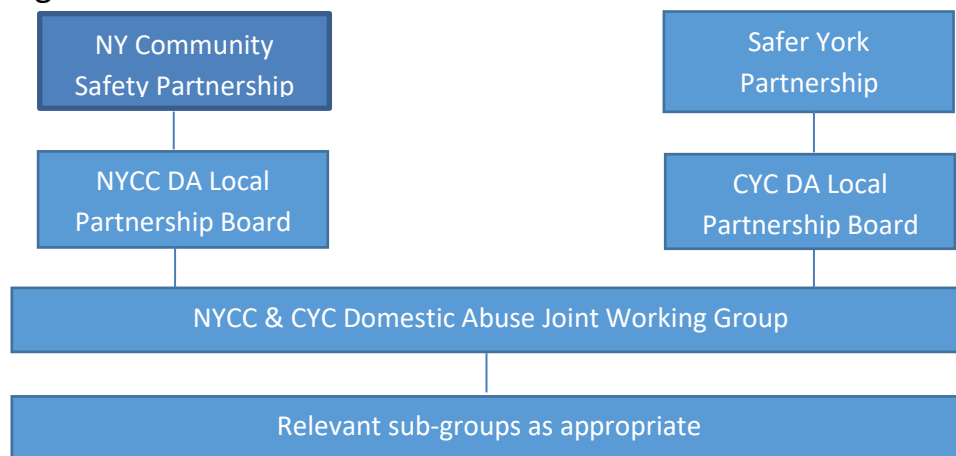 NY Community
Safety Partnership
Safer York
Partnership
NYCC DA Local
Partnership Board
CYC DA Local
Partnership Board
NYCC & CYC Domestic Abuse Joint Working Group
Relevant sub-groups as appropriate